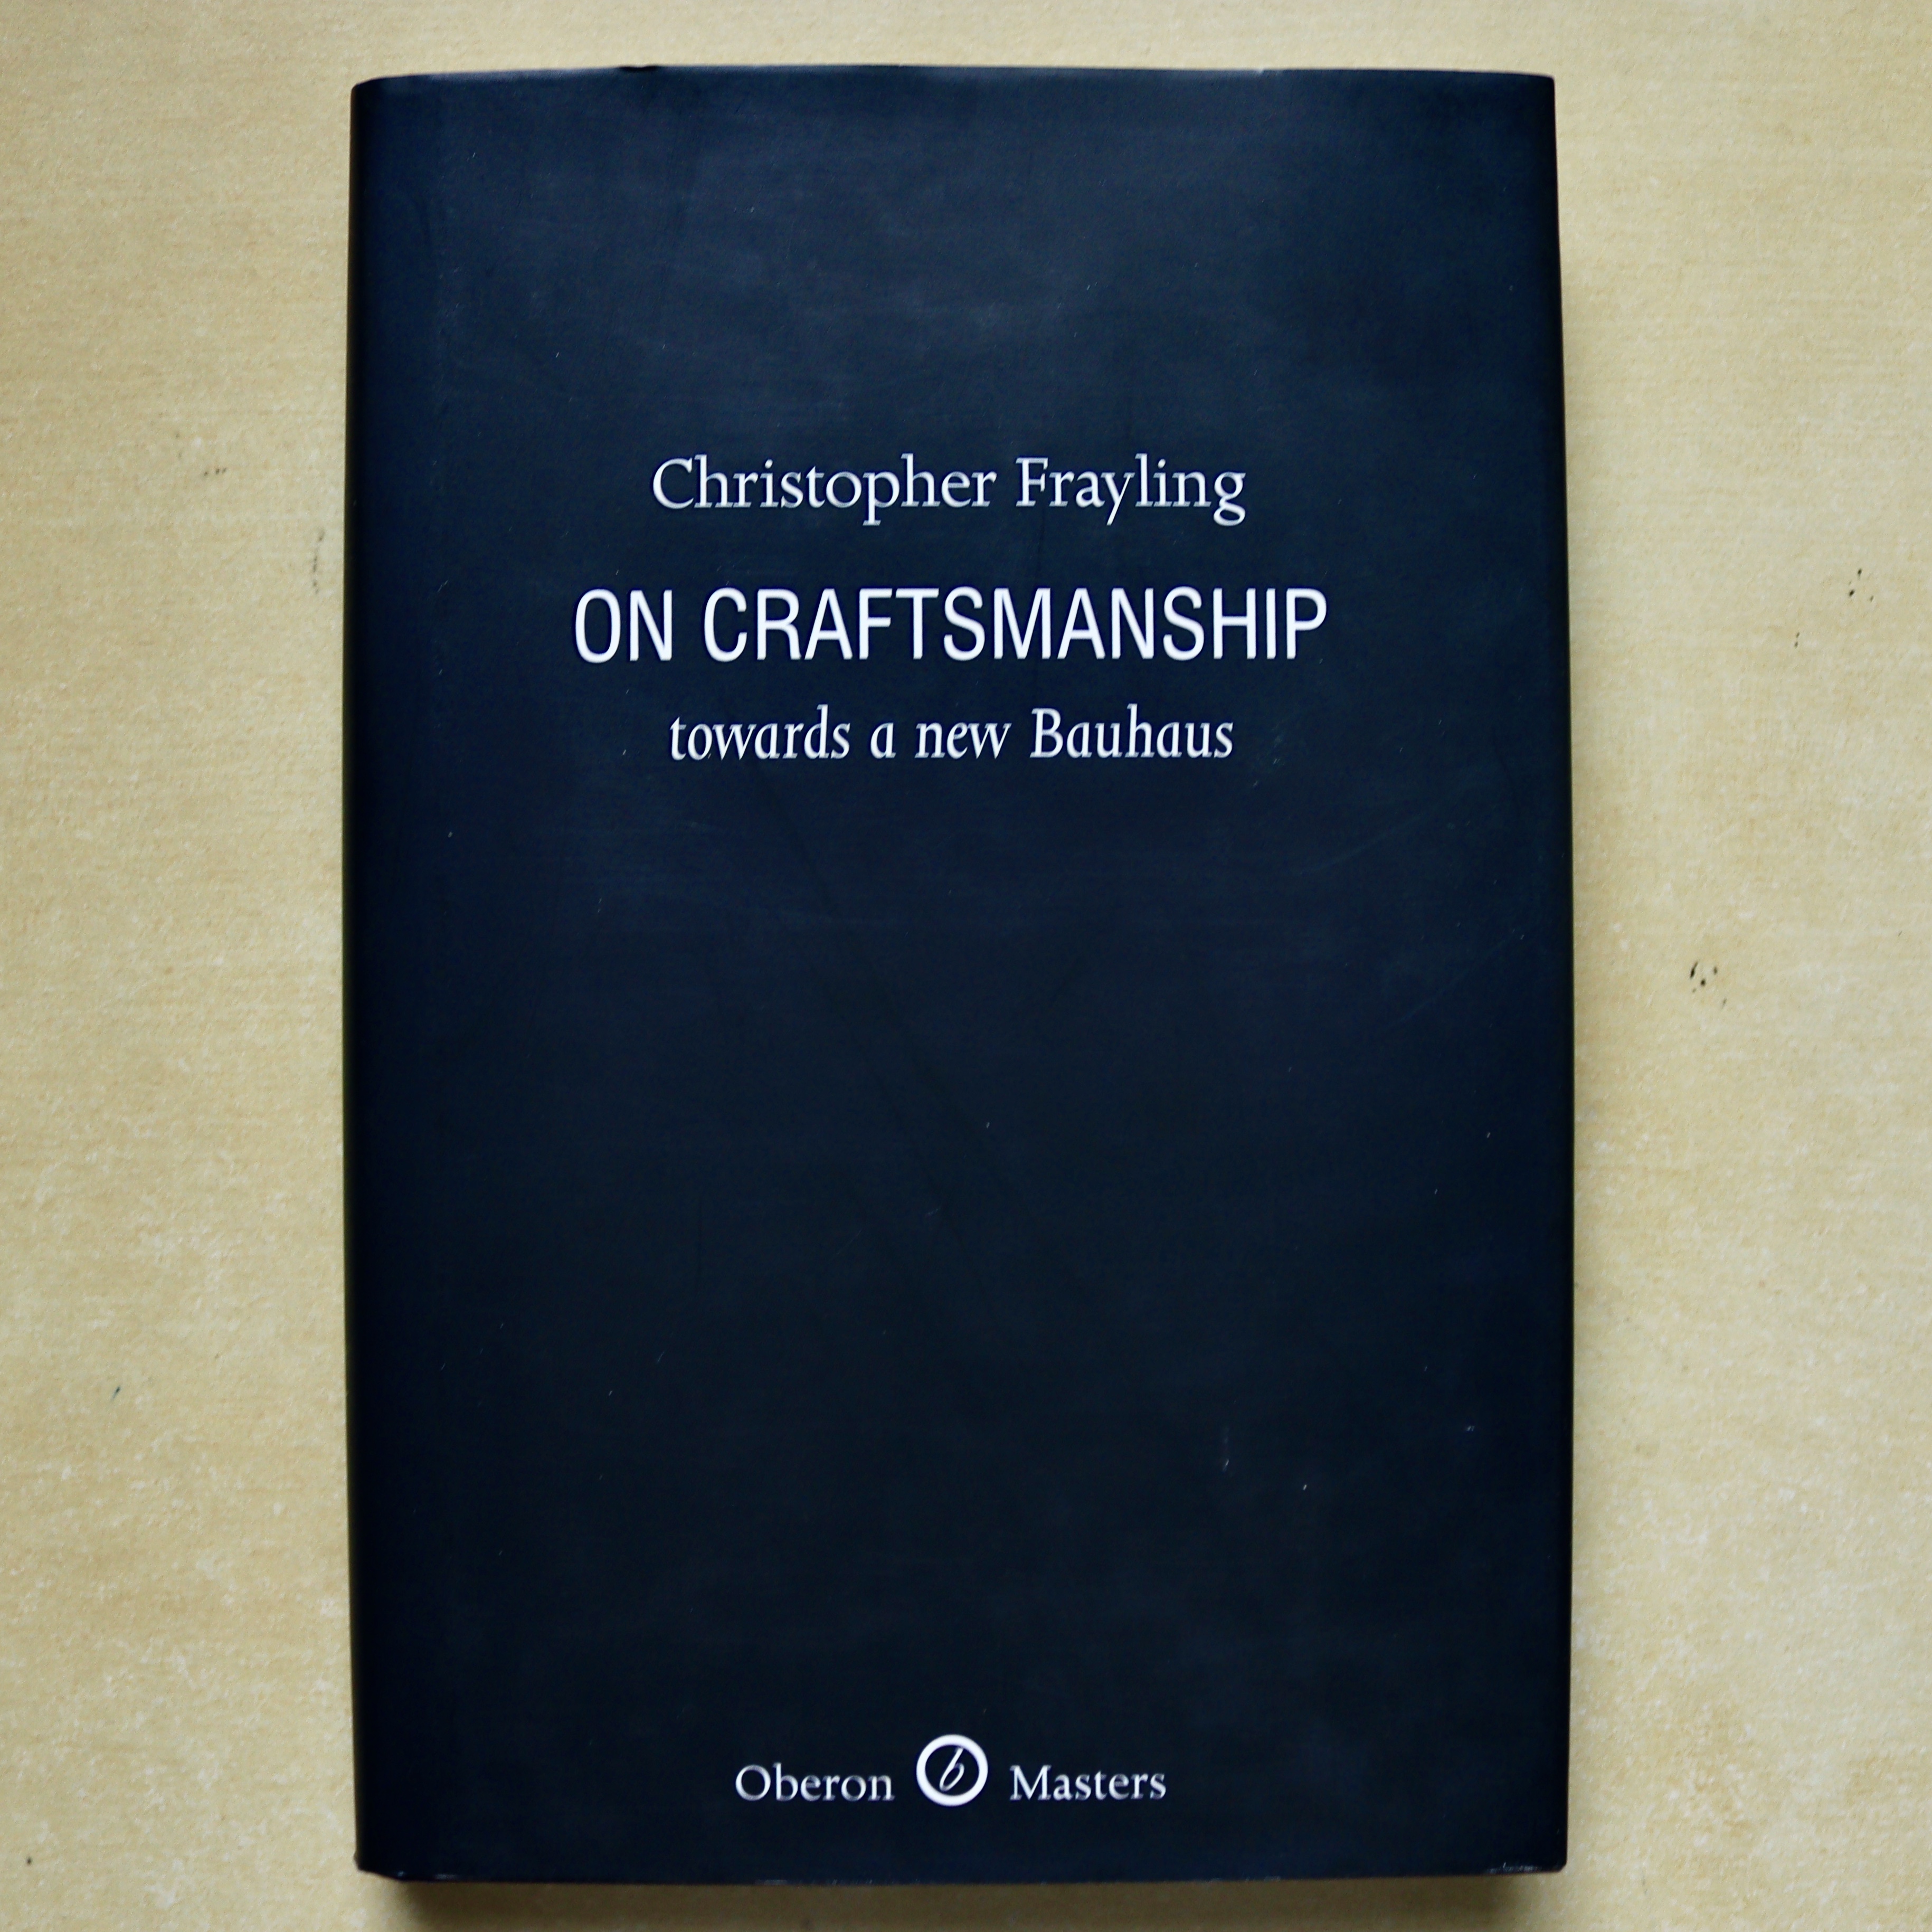 Christopher Frayling
ON CRAFTSMANSHIP
towards a new Bauhaus
Oberon b Masters